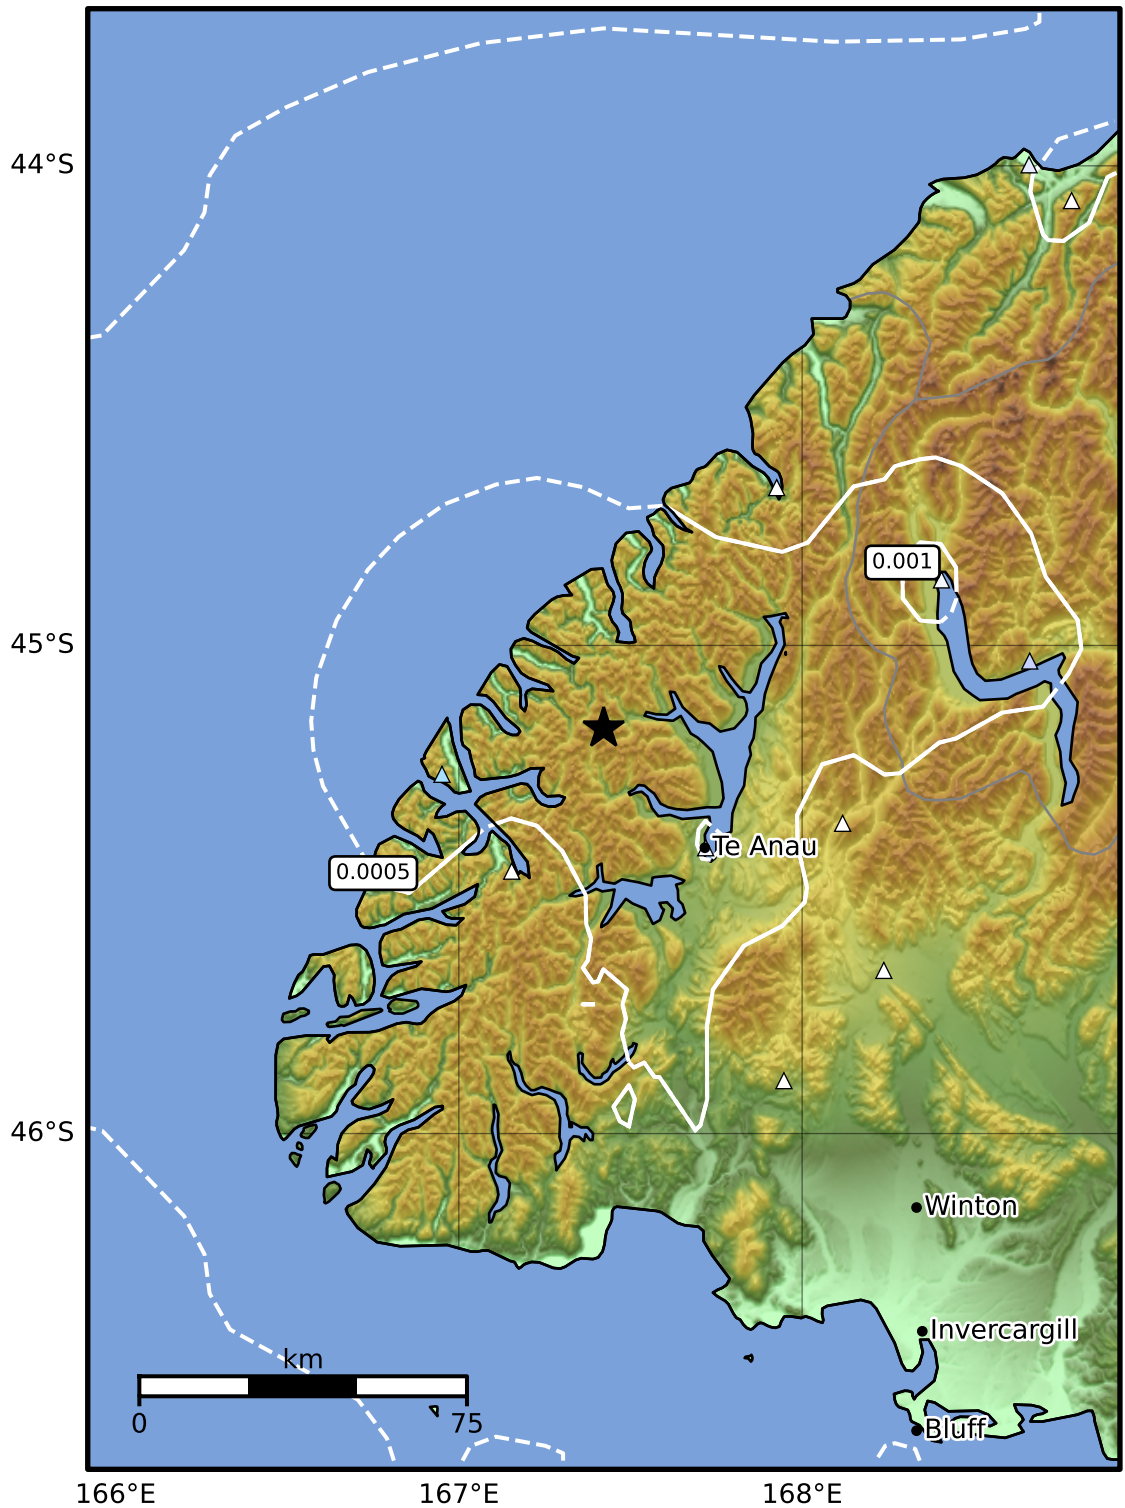 44°S
0.001
45°S
Te Anau
0.0005
46°S
Winton
Invercargill
km
0 75
Bluff
166°E 167°E 168°E